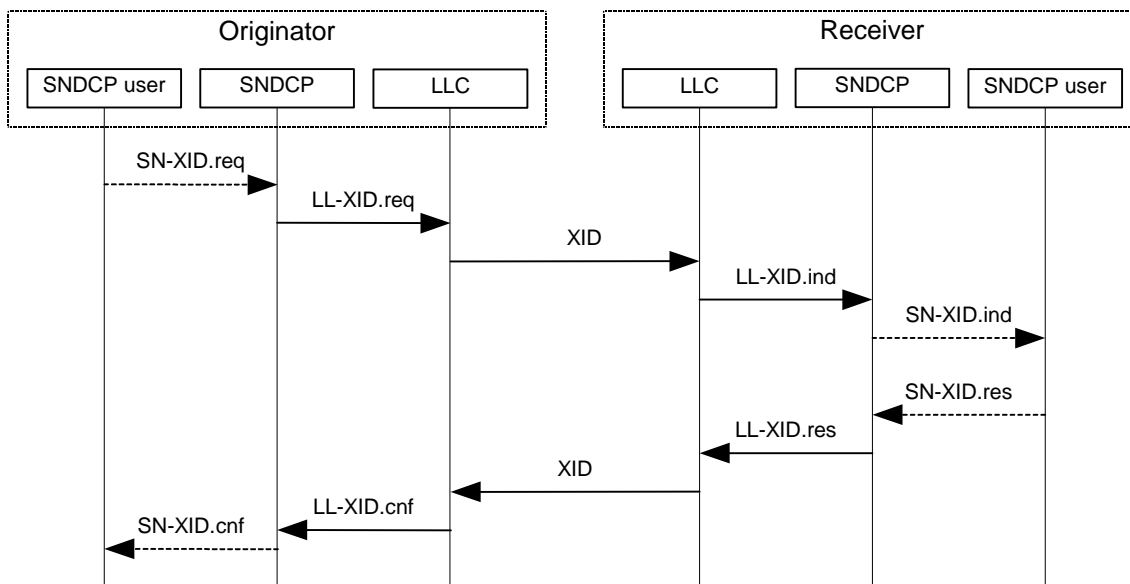 Originator
Receiver
SNDCP user
SNDCP
LLC
LLC
SNDCP
SNDCP user
SN-XID.req
LL-XID.req
XID
LL-XID.ind
SN-XID.ind
SN-XID.res
LL-XID.res
XID
LL-XID.cnf
SN-XID.cnf